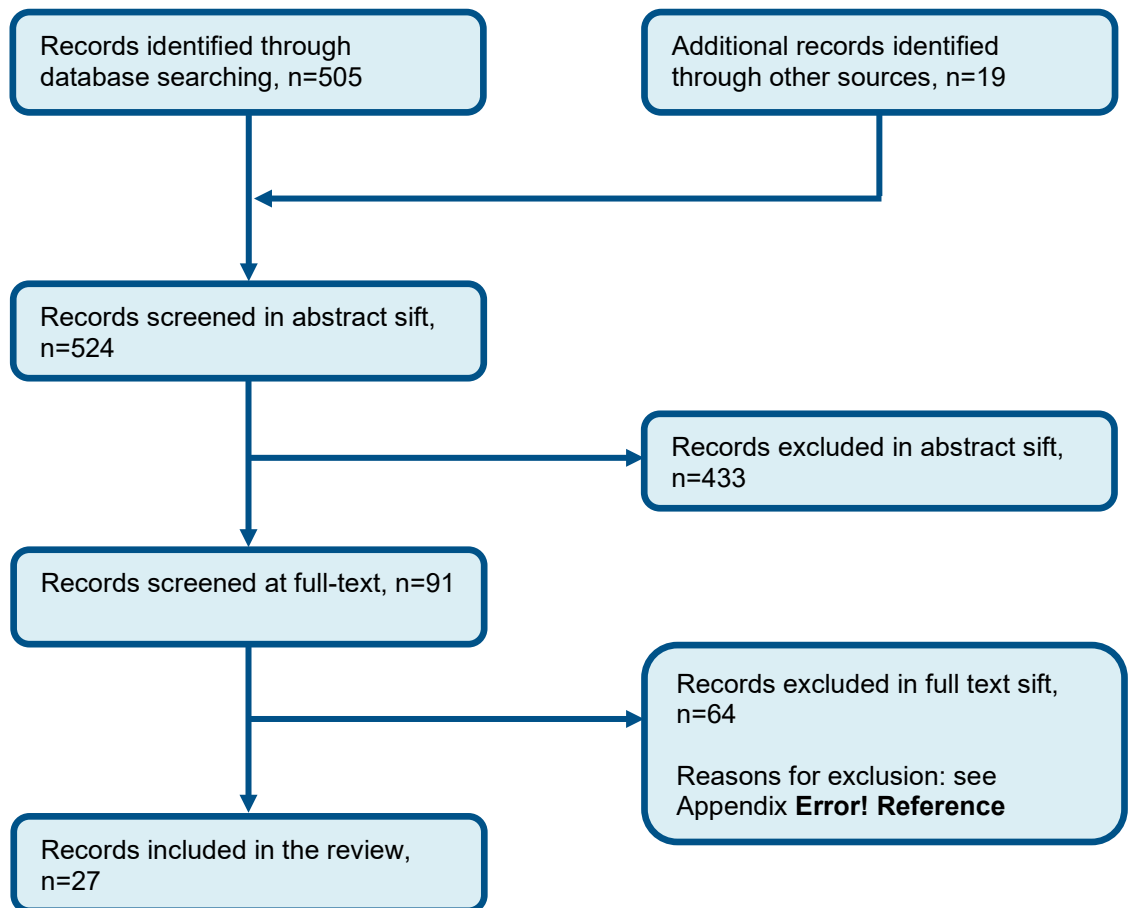 Records identified through
database searching, n=505
Additional records identified
through other sources, n=19
Records screened in abstract sift,
n=524
Records excluded in abstract sift,
n=433
Records screened at full-text, n=91
Records excluded in full text sift,
n=64
Reasons for exclusion: see
Appendix Error! Reference
Records included in the review,
n=27